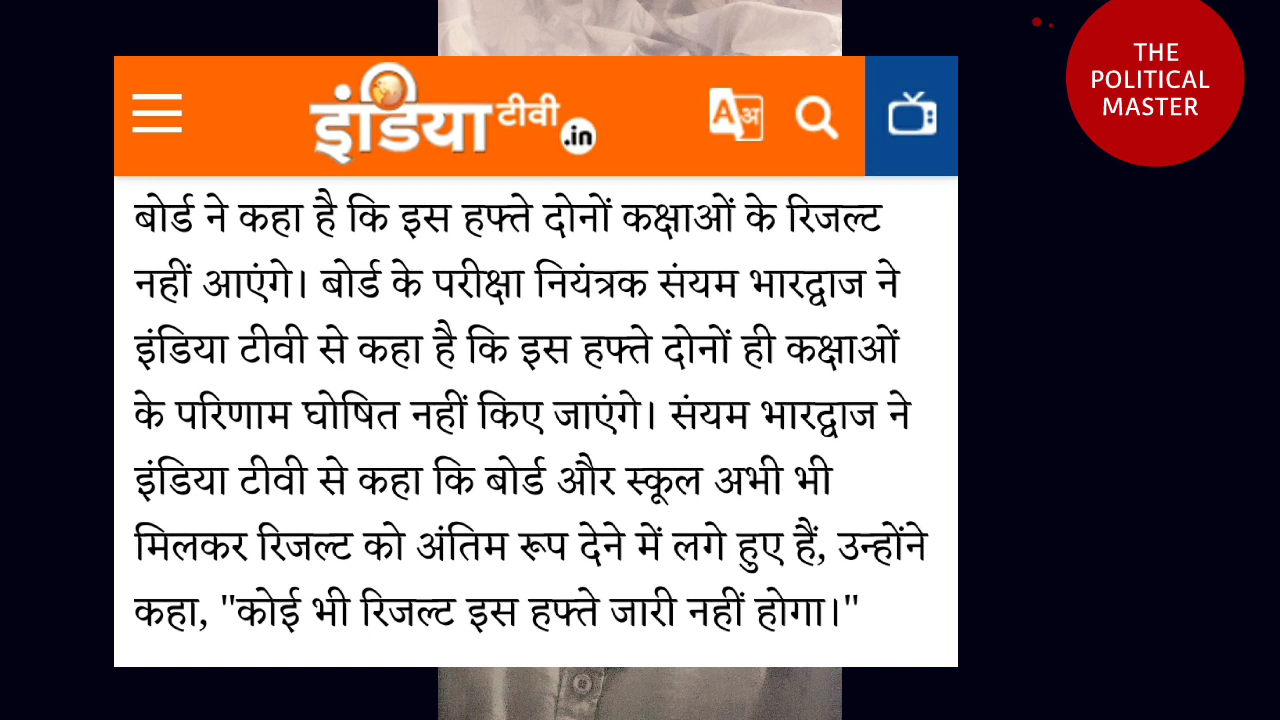 THE
POLITICAL
MASTER
इंडिया टीवी .in
A अ
बोर्ड ने कहा है कि इस हफ्ते दोनों कक्षाओं के रिजल्ट
नहीं आएंगे। बोर्ड के परीक्षा नियंत्रक संयम भारद्वाज ने
इंडिया टीवी से कहा है कि इस हफ्ते दोनों ही कक्षाओं
के परिणाम घोषित नहीं किए जाएंगे। संयम भारद्वाज ने
इंडिया टीवी से कहा कि बोर्ड और स्कूल अभी भी
मिलकर रिजल्ट को अंतिम रूप देने में लगे हुए हैं, उन्होंने
कहा, "कोई भी रिजल्ट इस हफ्ते जारी नहीं होगा।"